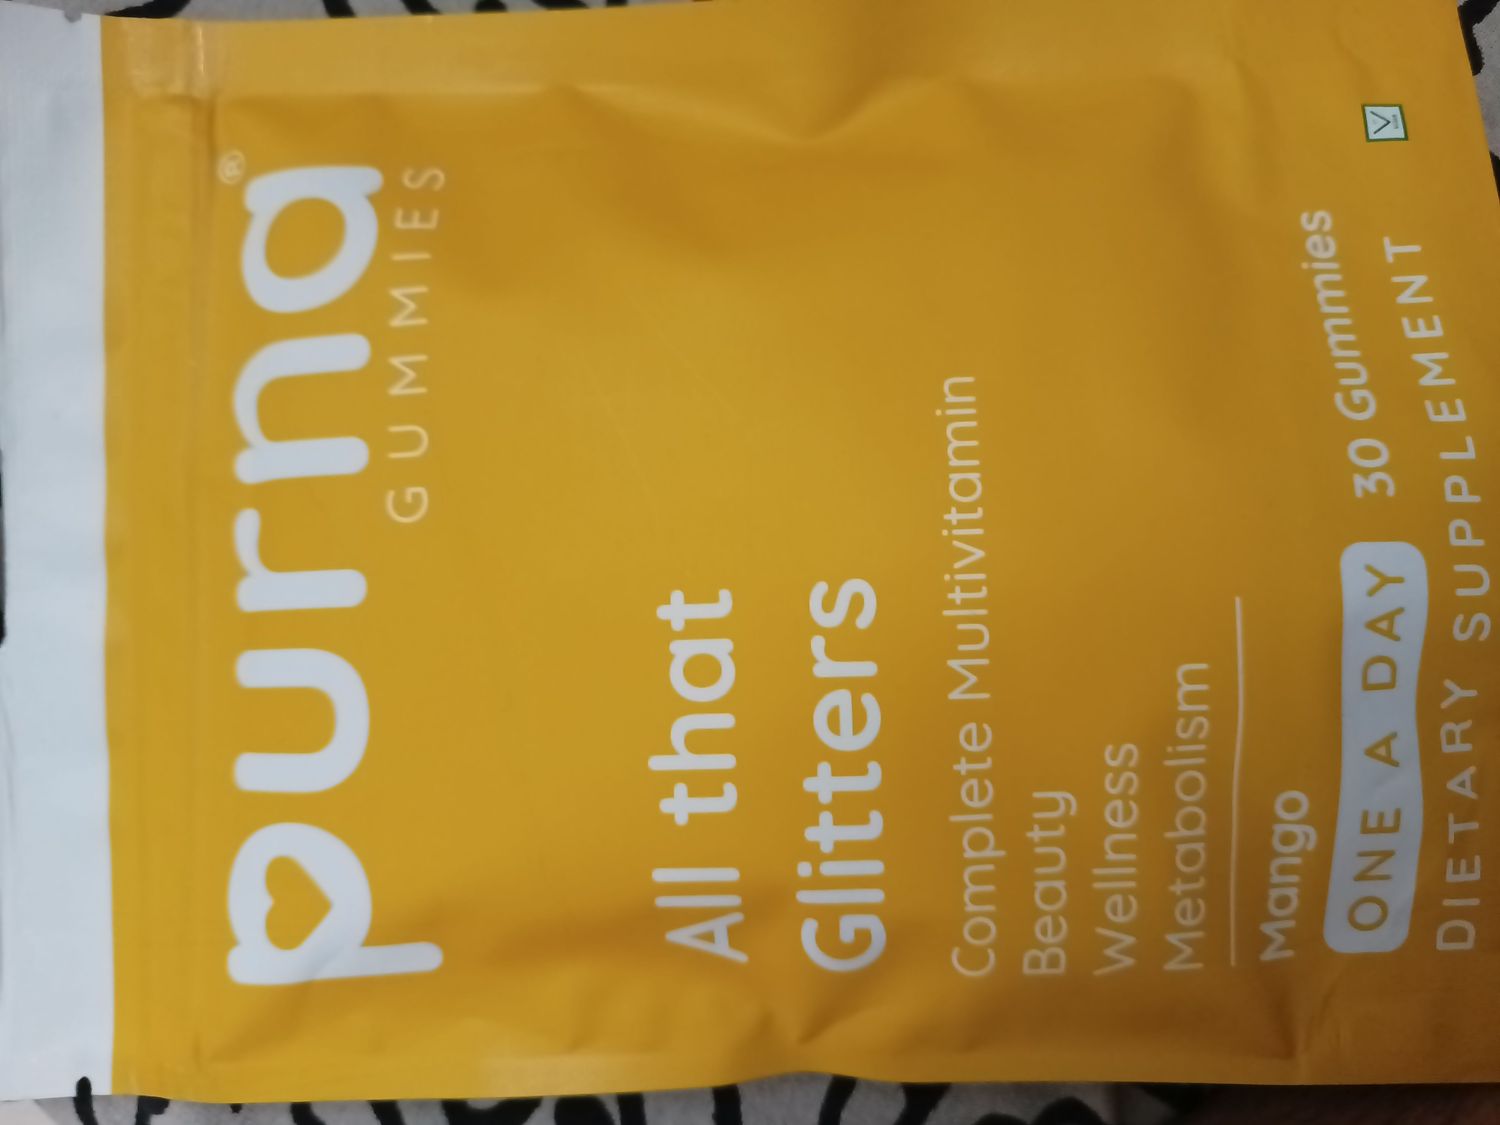 purna®
GUMMIES
All that
Glitters
Complete Multivitamin
Beauty
Wellness
Metabolism
Mango
ONE A DAY 30 Gummies
DIETARY SUPPLEMENT